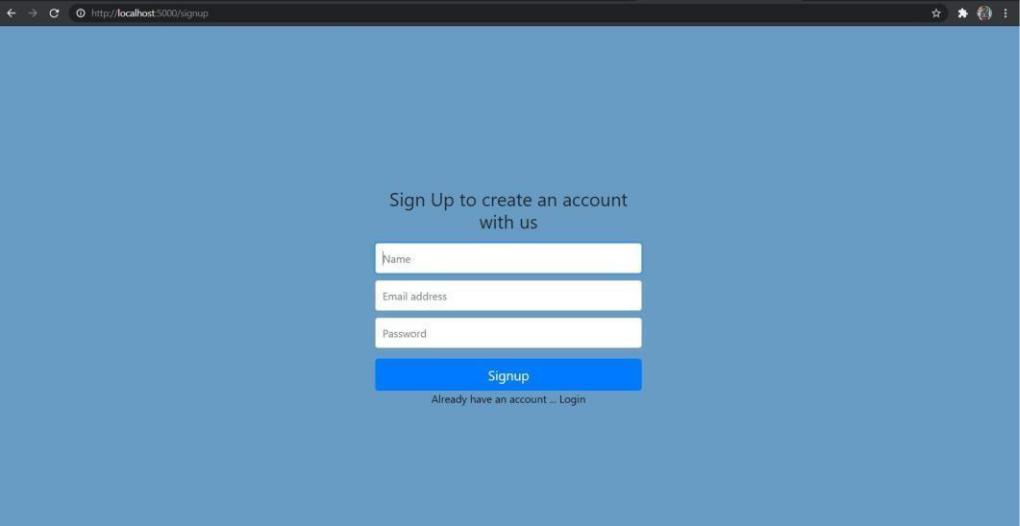 http://localhost:5000/signup
Sign Up to create an account
with us
Name
Email address
Password
Signup
Already have an account ... Login